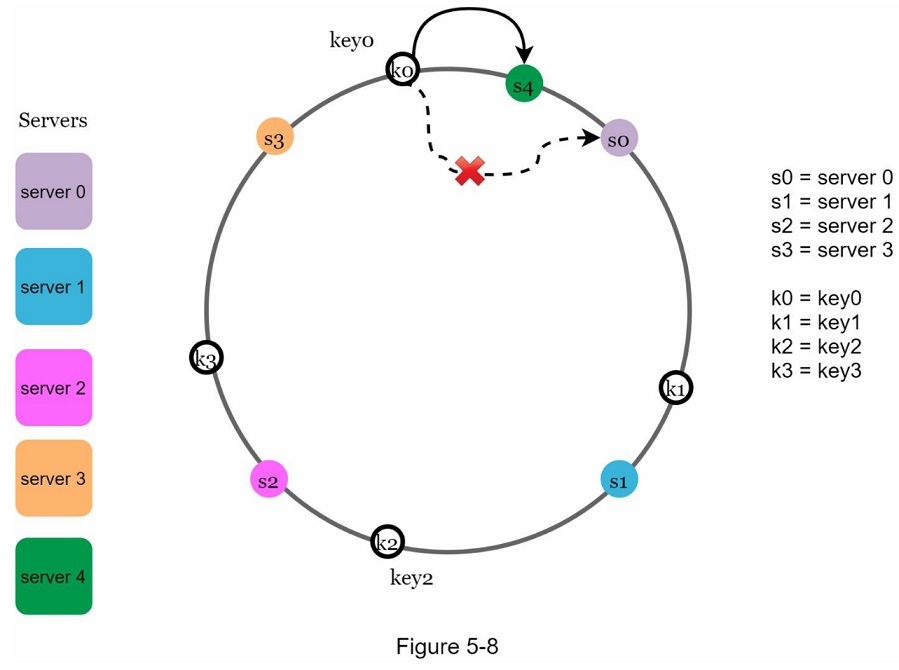 key0
k0
s4
Servers
s3
s0
server 0
s0 = server 0
s1 = server 1
s2 = server 2
s3 = server 3
server 1
k0 = key0
k1 = key1
k2 = key2
k3 = key3
k3
k1
server 2
server 3
s2
s1
k2
server 4
key2
Figure 5-8